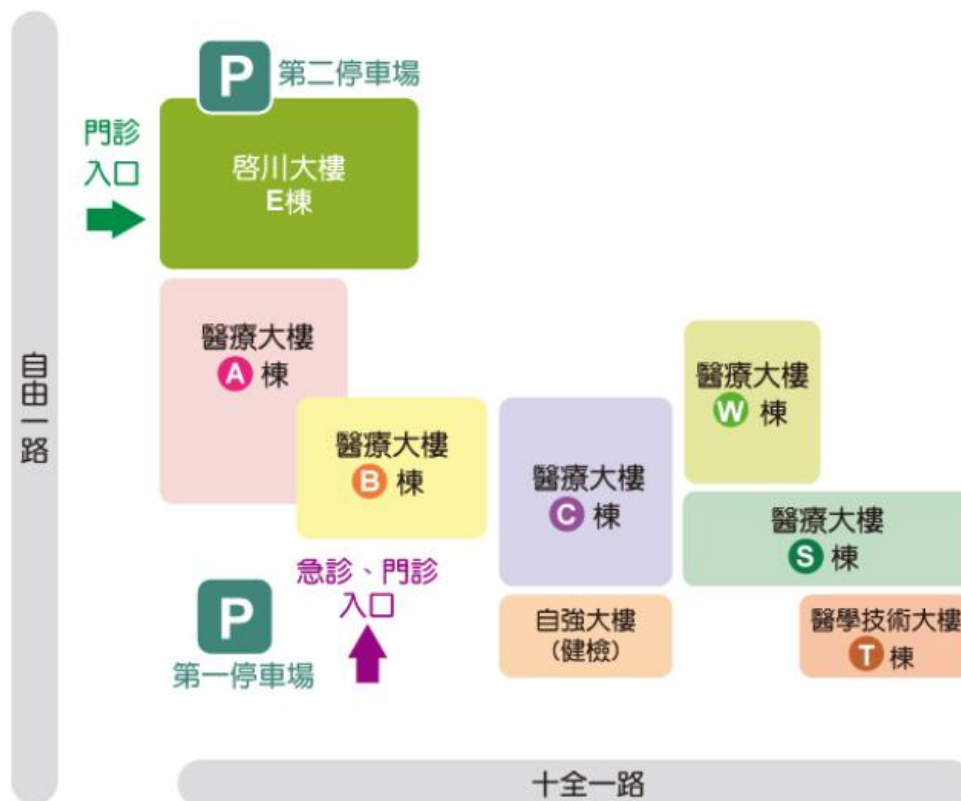 P 第二停車場
門診
入口
啓川大樓
E棟
醫療大樓
A 棟
自由一路
醫療大樓
W 棟
醫療大樓
B 棟
醫療大樓
C 棟
醫療大樓
S 棟
急診、門診
入口
P
第一停車場
自強大樓
(健檢)
醫學技術大樓
T 棟
十全一路